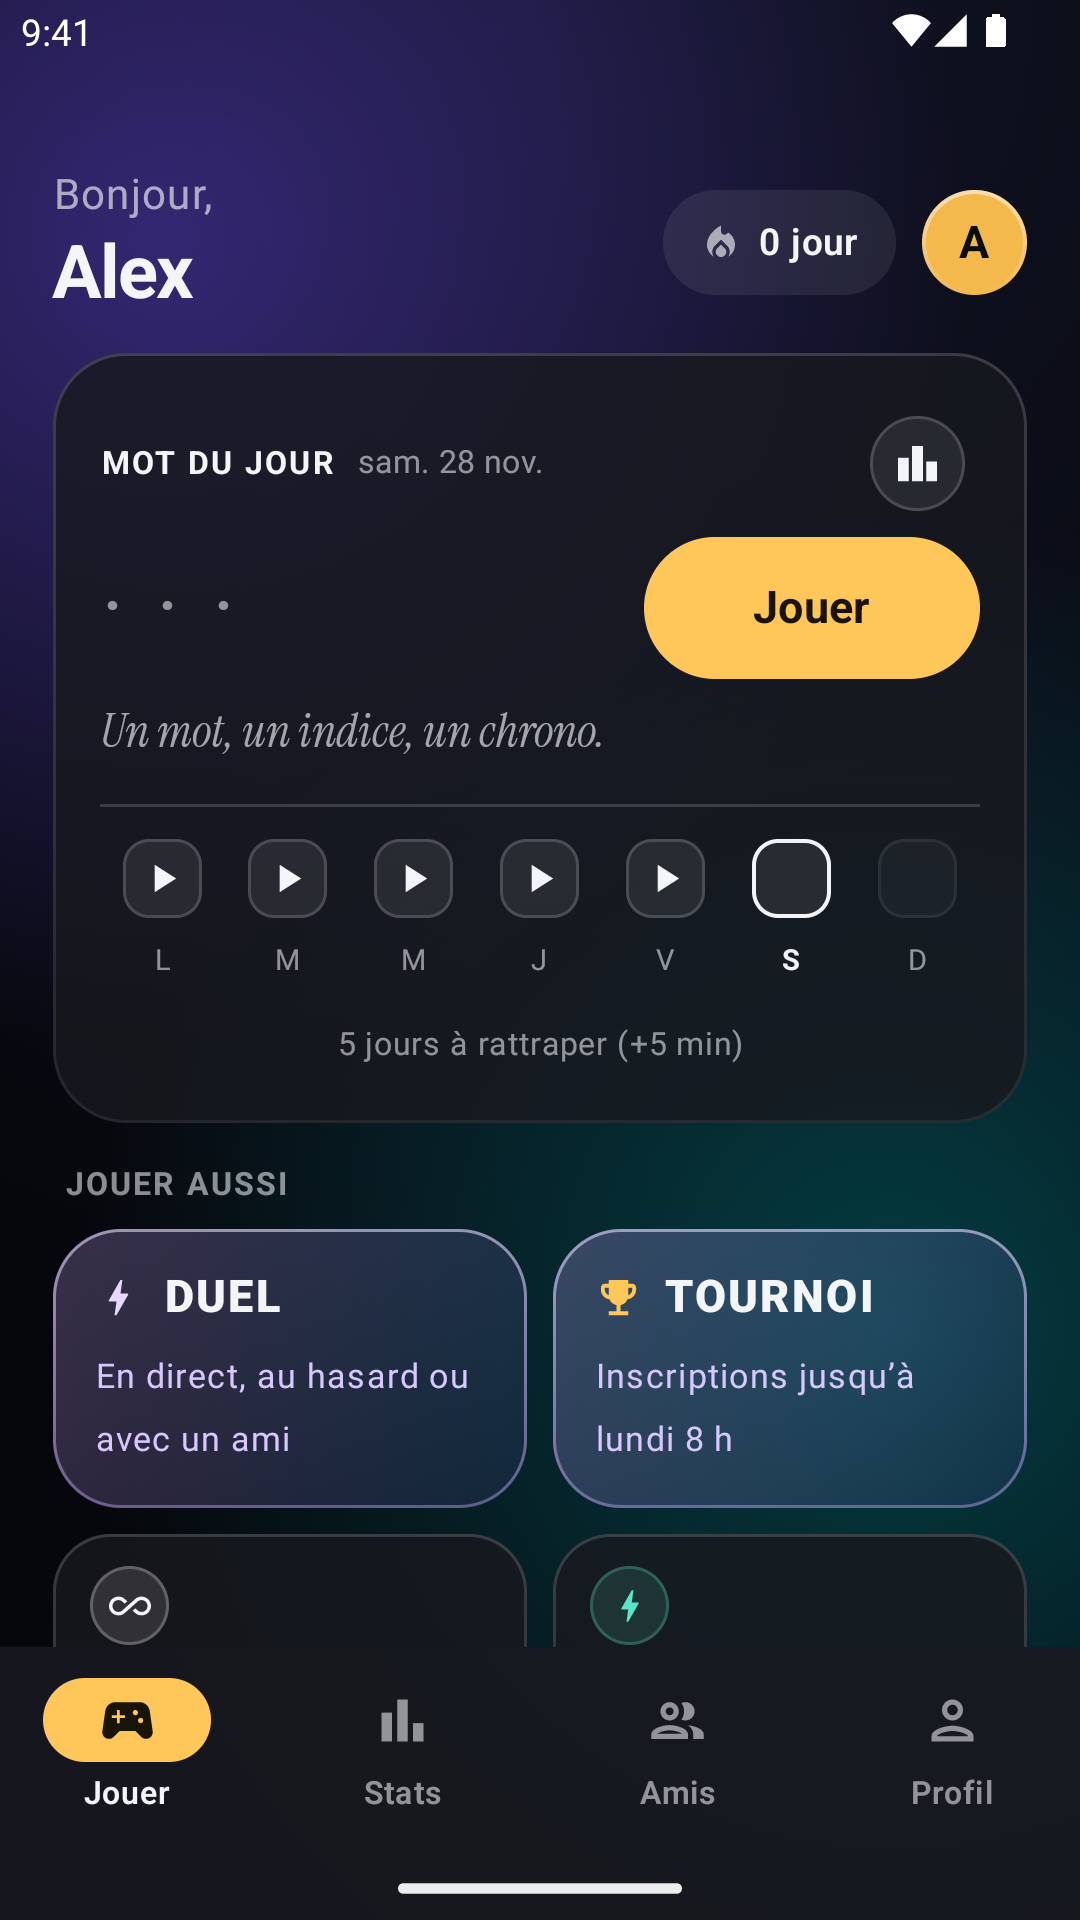 9:41
Bonjour,
Alex
0 jour
A
MOT DU JOUR sam. 28 nov.
. . .
Jouer
Un mot, un indice, un chrono.
L M M J V S D
5 jours à rattraper (+5 min)
JOUER AUSSI
DUEL
En direct, au hasard ou
avec un ami
TOURNOI
Inscriptions jusqu’à
lundi 8 h
Jouer Stats Amis Profil